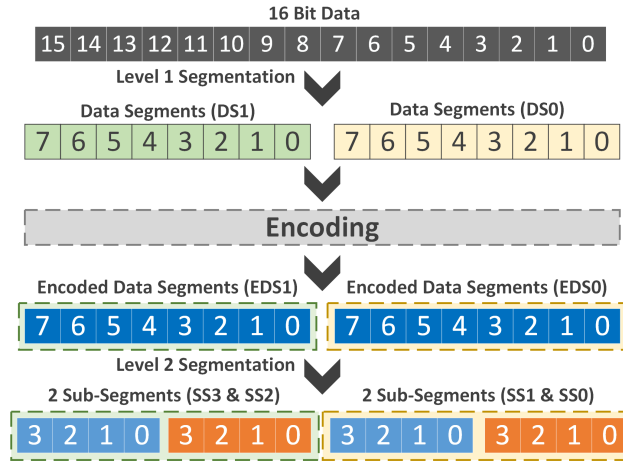 16 Bit Data
15 14 13 12 11 10 9 8 7 6 5 4 3 2 1 0
Level 1 Segmentation
Data Segments (DS1) Data Segments (DS0)
7 6 5 4 3 2 1 0 7 6 5 4 3 2 1 0
Encoding
Encoded Data Segments (EDS1) Encoded Data Segments (EDS0)
7 6 5 4 3 2 1 0 7 6 5 4 3 2 1 0
Level 2 Segmentation
2 Sub-Segments (SS3 & SS2) 2 Sub-Segments (SS1 & SS0)
3 2 1 0 3 2 1 0 3 2 1 0 3 2 1 0